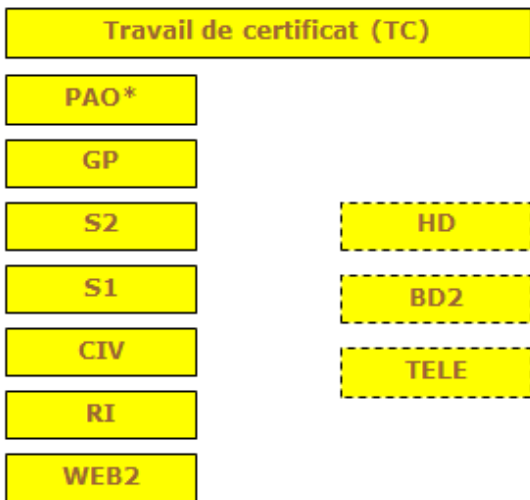 Travail de certificat (TC)
PAO*
GP
S2
HD
S1
BD2
CIV
TELE
RI
WEB2